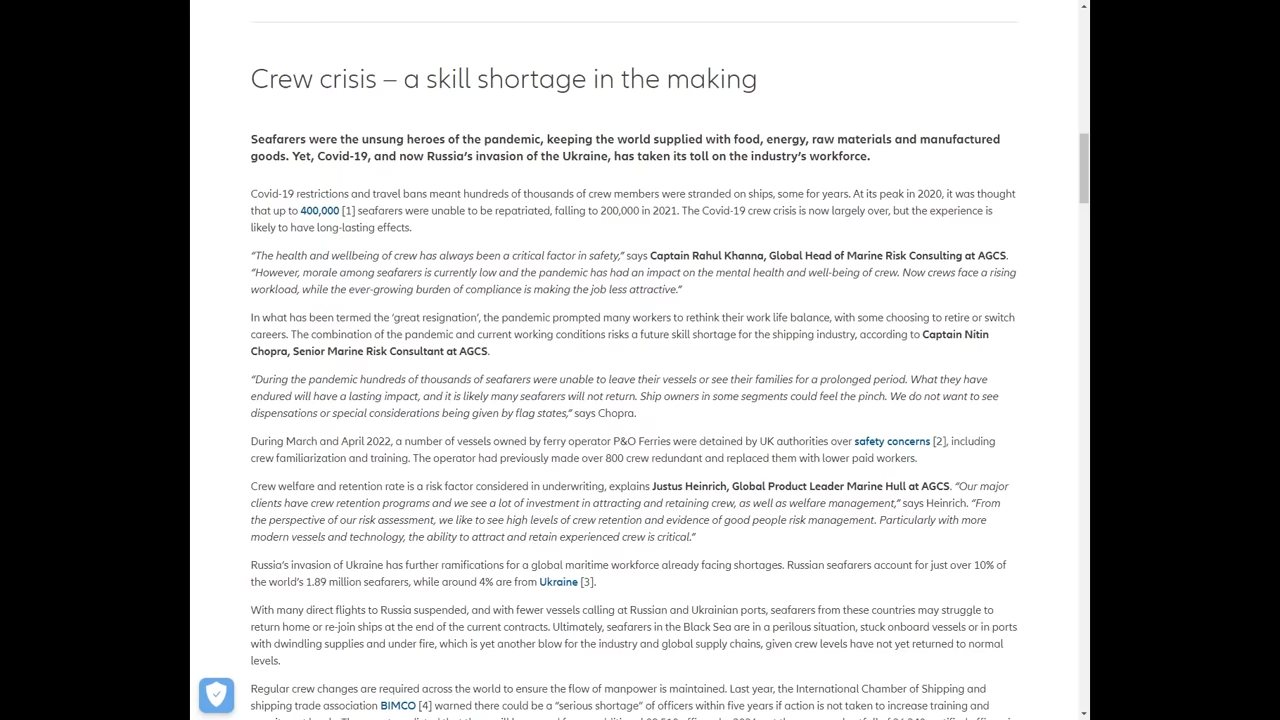 Crew crisis – a skill shortage in the making
Seafarers were the unsung heroes of the pandemic, keeping the world supplied with food, energy, raw materials and manufactured
goods. Yet, Covid-19, and now Russia’s invasion of the Ukraine, has taken its toll on the industry’s workforce.
Covid-19 restrictions and travel bans meant hundreds of thousands of crew members were stranded on ships, some for years. At its peak in 2020, it was thought
that up to 400,000 [1] seafarers were unable to be repatriated, falling to 200,000 in 2021. The Covid-19 crew crisis is now largely over, but the experience is
likely to have long-lasting effects.
“The health and wellbeing of crew has always been a critical factor in safety,” says Captain Rahul Khanna, Global Head of Marine Risk Consulting at AGCS.
“However, morale among seafarers is currently low and the pandemic has had an impact on the mental health and well-being of crew. Now crews face a rising
workload, while the ever-growing burden of compliance is making the job less attractive.”
In what has been termed the ‘great resignation’, the pandemic prompted many workers to rethink their work life balance, with some choosing to retire or switch
careers. The combination of the pandemic and current working conditions risks a future skill shortage for the shipping industry, according to Captain Nitin
Chopra, Senior Marine Risk Consultant at AGCS.
“During the pandemic hundreds of thousands of seafarers were unable to leave their vessels or see their families for a prolonged period. What they have
endured will have a lasting impact, and it is likely many seafarers will not return. Ship owners in some segments could feel the pinch. We do not want to see
dispensations or special considerations being given by flag states,” says Chopra.
During March and April 2022, a number of vessels owned by ferry operator P&O Ferries were detained by UK authorities over safety concerns [2], including
crew familiarization and training. The operator had previously made over 800 crew redundant and replaced them with lower paid workers.
Crew welfare and retention rate is a risk factor considered in underwriting, explains Justus Heinrich, Global Product Leader Marine Hull at AGCS. “Our major
clients have crew retention programs and we see a lot of investment in attracting and retaining crew, as well as welfare management,” says Heinrich. “From
the perspective of our risk assessment, we like to see high levels of crew retention and evidence of good people risk management. Particularly with more
modern vessels and technology, the ability to attract and retain experienced crew is critical.”
Russia’s invasion of Ukraine has further ramifications for a global maritime workforce already facing shortages. Russian seafarers account for just over 10% of
the world’s 1.89 million seafarers, while around 4% are from Ukraine [3].
With many direct flights to Russia suspended, and with fewer vessels calling at Russian and Ukrainian ports, seafarers from these countries may struggle to
return home or re-join ships at the end of the current contracts. Ultimately, seafarers in the Black Sea are in a perilous situation, stuck onboard vessels or in ports
with dwindling supplies and under fire, which is yet another blow for the industry and global supply chains, given crew levels have not yet returned to normal
levels.
Regular crew changes are required across the world to ensure the flow of manpower is maintained. Last year, the International Chamber of Shipping and
shipping trade association BIMCO [4] warned there could be a “serious shortage” of officers within five years if action is not taken to increase training and